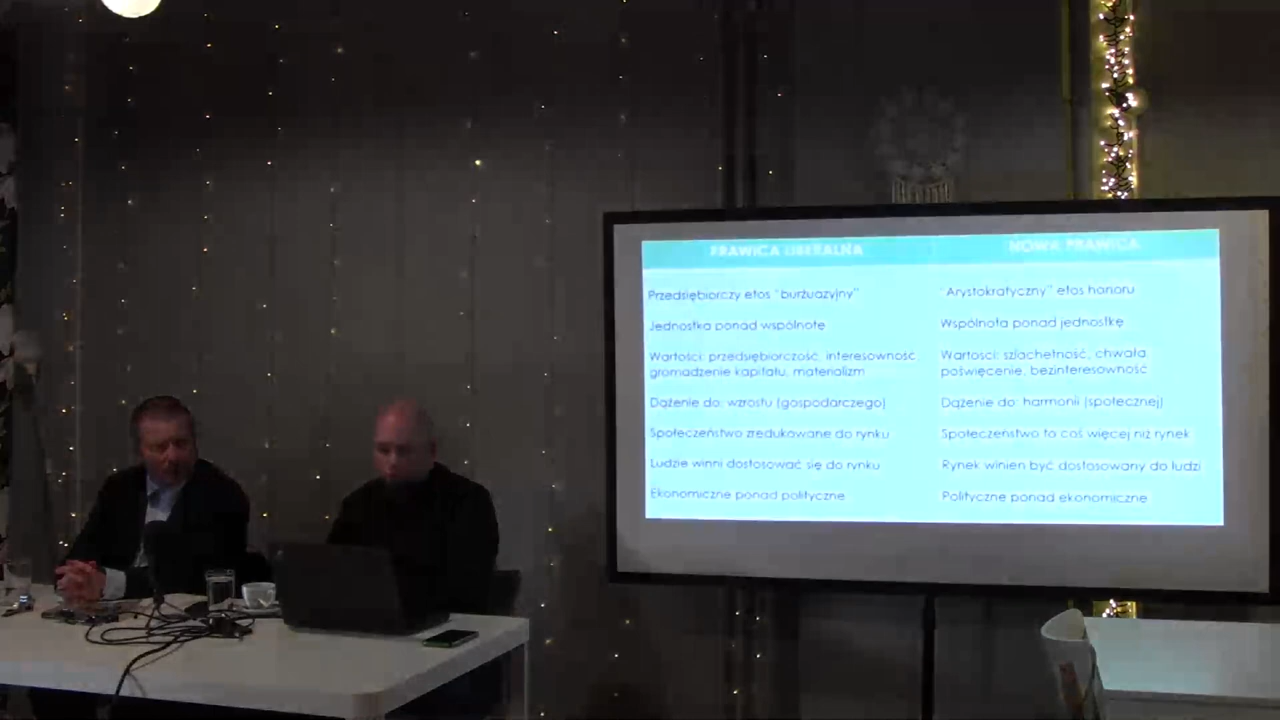 PRAWICA LIBERALNA
NOWA PRAWICA
Przedsiębiorczy etos "burżuazyjny"
"Arystokratyczny" etos honoru
Jednostka ponad wspólnotę
Wspólnota ponad jednostkę
Wartości: przedsiębiorczość, interesowność,
gromadzenie kapitału, materializm
Wartości: szlachetność, chwała,
poświęcenie, bezinteresowność
Dążenie do: wzrostu (gospodarczego)
Dążenie do: harmonii (społecznej)
Społeczeństwo zredukowane do rynku
Społeczeństwo to coś więcej niż rynek
Ludzie winni dostosować się do rynku
Rynek winien być dostosowany do ludzi
Ekonomiczne ponad polityczne
Polityczne ponad ekonomiczne